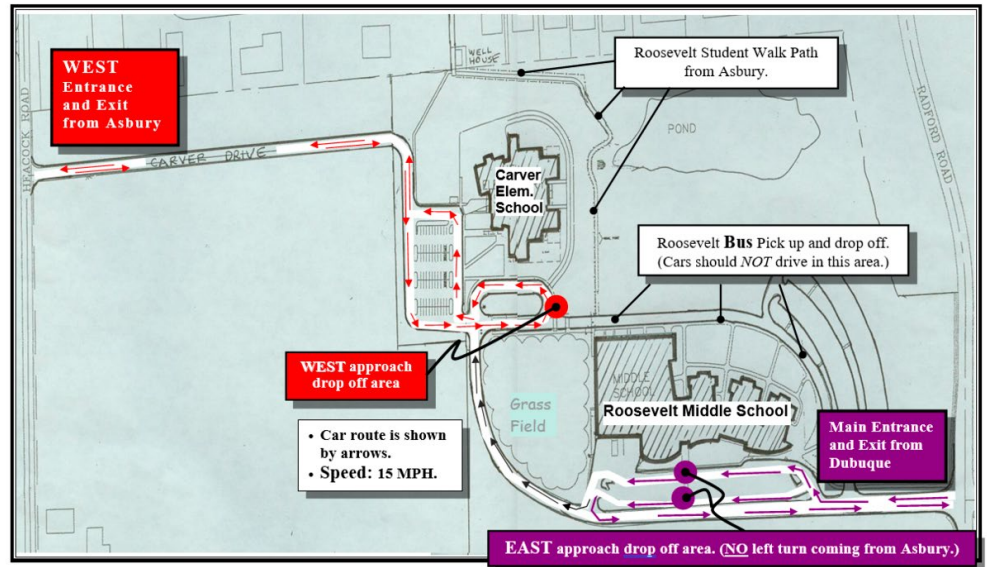 WEST
Entrance
and Exit
from Asbury
WELL
HOUSE
Roosevelt Student Walk Path
from Asbury.
HEACOCK ROAD
RADFORD ROAD
POND
CARVER DRIVE
Carver
Elem.
School
Roosevelt Bus Pick up and drop off.
(Cars should NOT drive in this area.)
WEST approach
drop off area
MIDDLE
SCHOOL
Roosevelt Middle School
Grass
Field
• Car route is shown
by arrows.
• Speed: 15 MPH.
Main Entrance
and Exit from
Dubuque
EAST approach drop off area. (NO left turn coming from Asbury.)